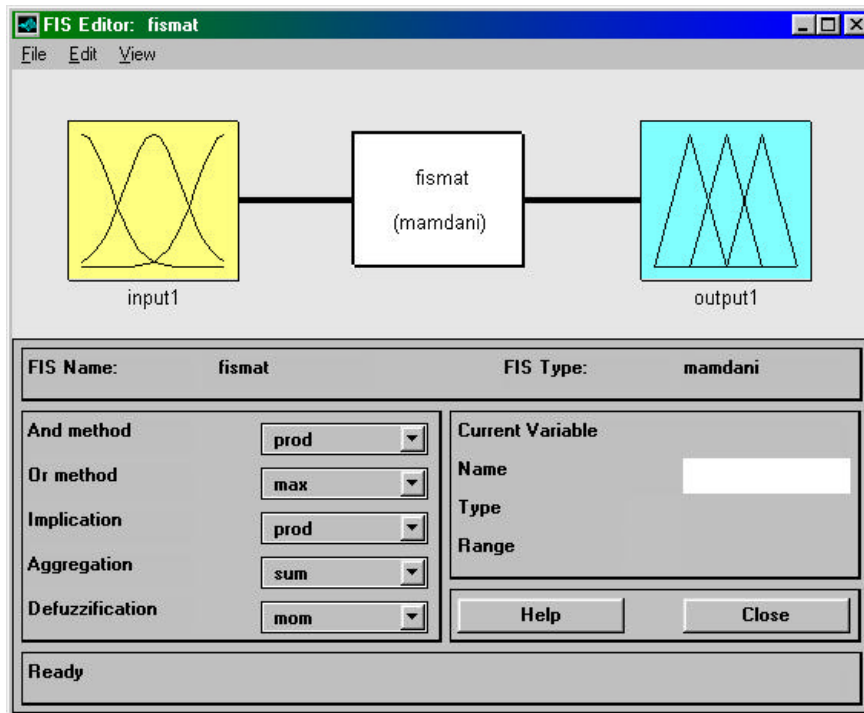 FIS Editor: fismat
File Edit View
fismat
(mamdani)
input1
output1
FIS Name: fismat FIS Type: mamdani
And method prod
Or method max
Implication prod
Aggregation sum
Defuzzification mom
Current Variable
Name
Type
Range
Help Close
Ready